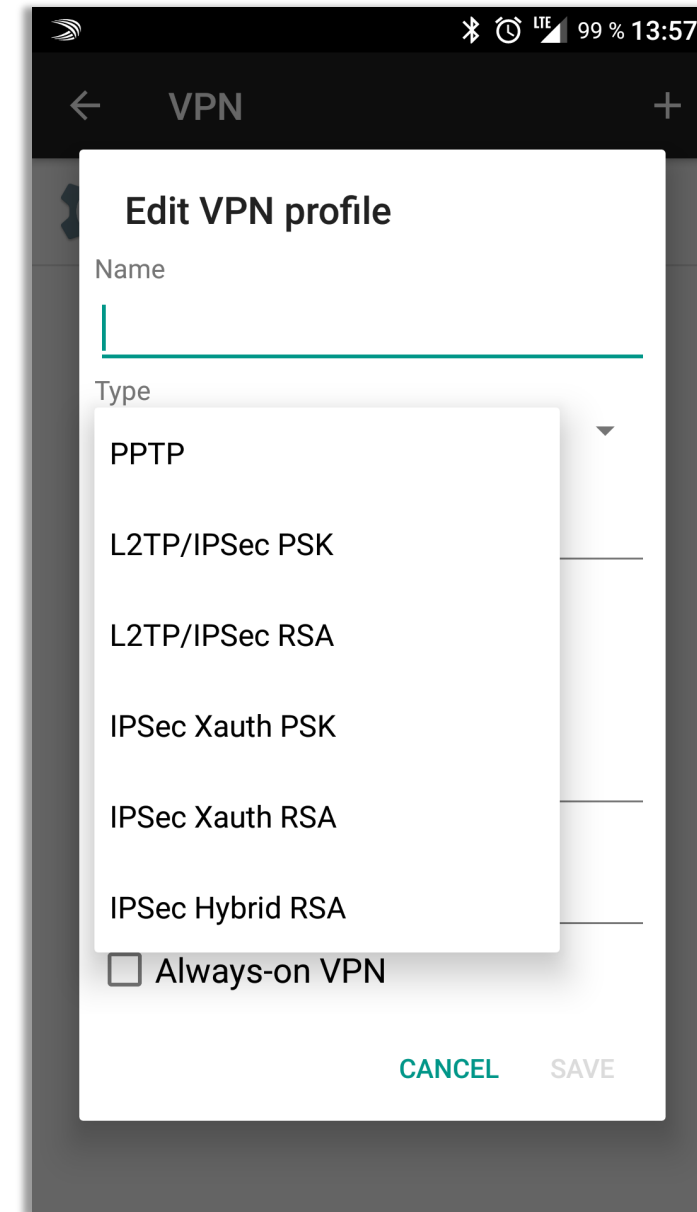 LTE 99 % 13:57
VPN
Edit VPN profile
Name
Type
PPTP
L2TP/IPSec PSK
L2TP/IPSec RSA
IPSec Xauth PSK
IPSec Xauth RSA
IPSec Hybrid RSA
Always-on VPN
CANCEL SAVE